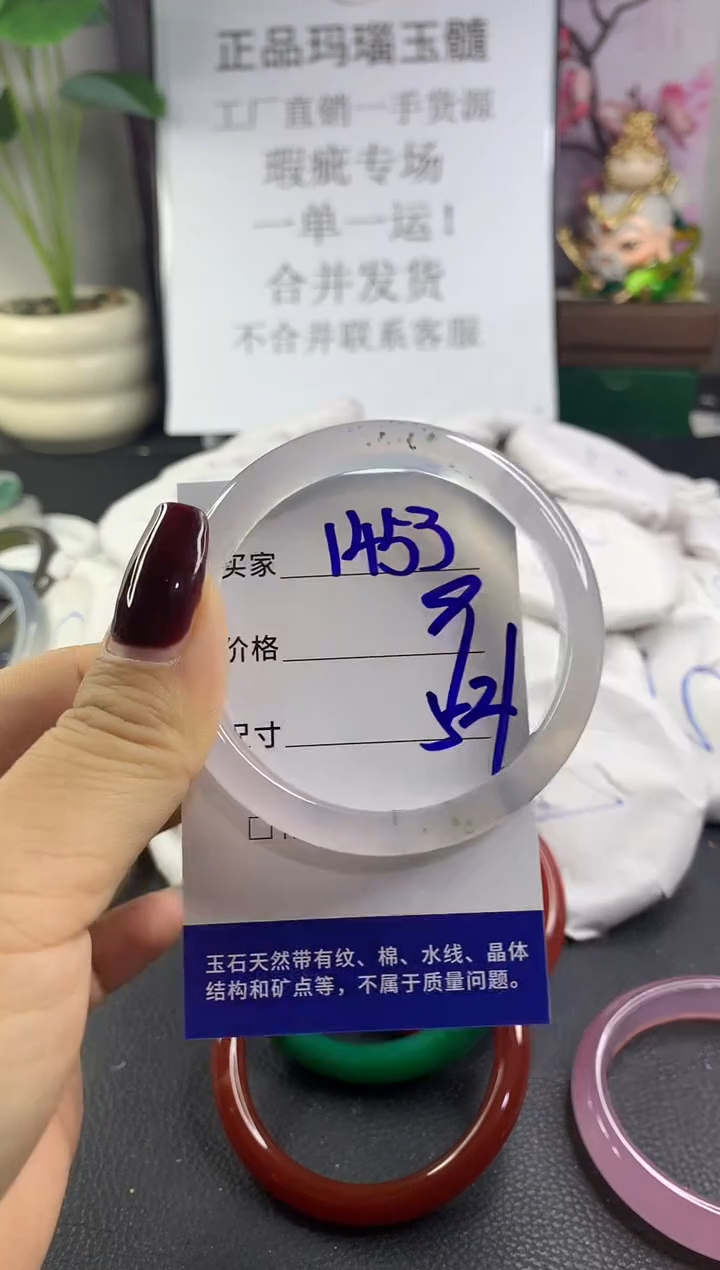 正品玛瑙玉髓
工厂直销一手货源
瑕疵专场
一单一运！
合并发货
不合并联系客服
买家 1453
价格
尺寸 54
玉石天然带有纹、棉、水线、晶体
结构和矿点等，不属于质量问题。